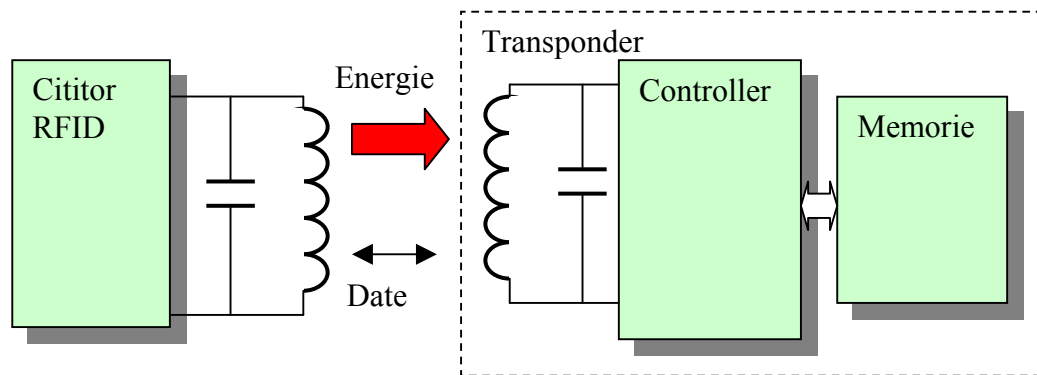 Cititor
RFID
Energie
Date
Transponder
Controller
Memorie